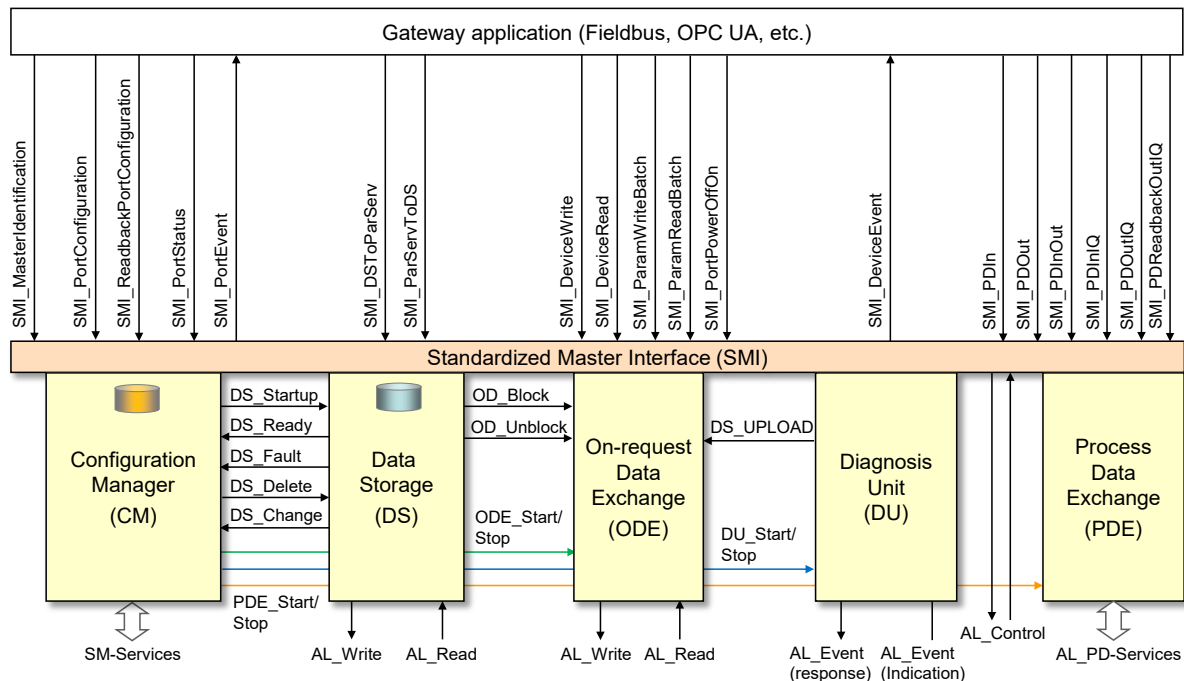 Gateway application (Fieldbus, OPC UA, etc.)
SMI_MasterIdentification
SMI_PortConfiguration
SMI_ReadbackPortConfiguration
SMI_PortStatus
SMI_PortEvent
SMI_DSToParServ
SMI_ParServToDS
SMI_DeviceWrite
SMI_DeviceRead
SMI_ParamWriteBatch
SMI_ParamReadBatch
SMI_PortPowerOffOn
SMI_DeviceEvent
SMI_PDIn
SMI_PDOut
SMI_PDInOut
SMI_PDInIQ
SMI_PDOutIQ
SMI_PDReadbackOutIQ
Standardized Master Interface (SMI)
Configuration
Manager
(CM)
DS_Startup
DS_Ready
DS_Fault
DS_Delete
DS_Change
Data
Storage
(DS)
OD_Block
OD_Unblock
ODE_Start/
Stop
On-request
Data
Exchange
(ODE)
DS_UPLOAD
DU_Start/
Stop
Diagnosis
Unit
(DU)
Process
Data
Exchange
(PDE)
PDE_Start/
Stop
SM-Services
AL_Write
AL_Read
AL_Write
AL_Read
AL_Event
(response)
AL_Event
(Indication)
AL_Control
AL_PD-Services